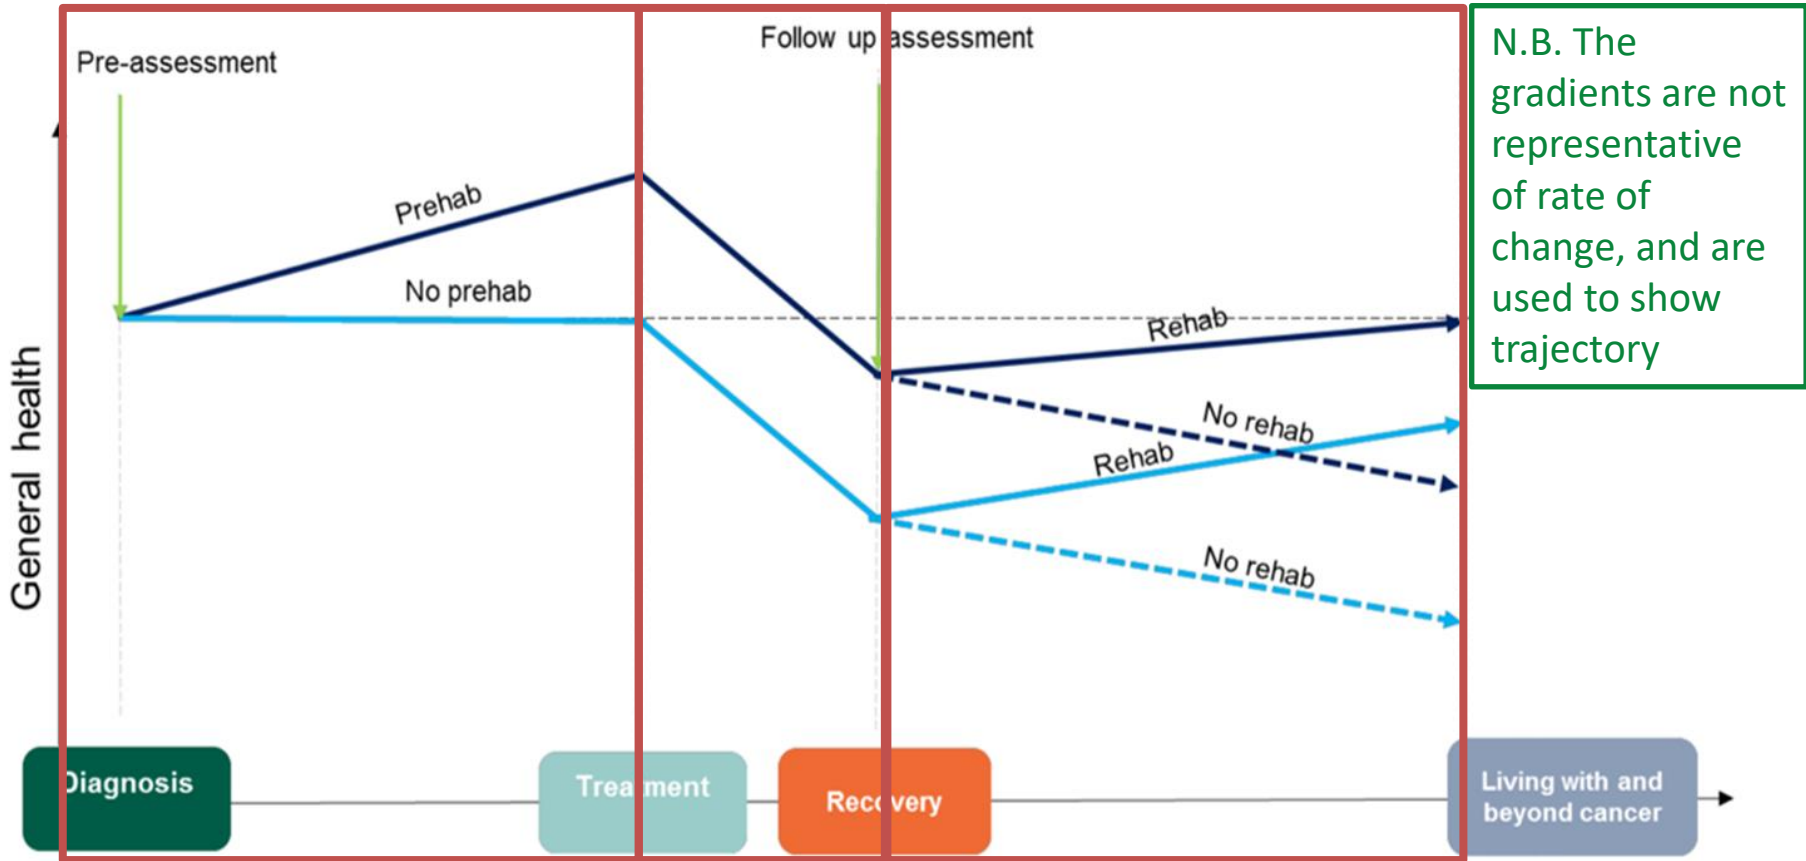 Pre-assessment
Follow up assessment
N.B. The
gradients are not
representative
of rate of
change, and are
used to show
trajectory
Prehab
No prehab
Rehab
No rehab
Rehab
No rehab
General health
Diagnosis
Treatment
Recovery
Living with and
beyond cancer